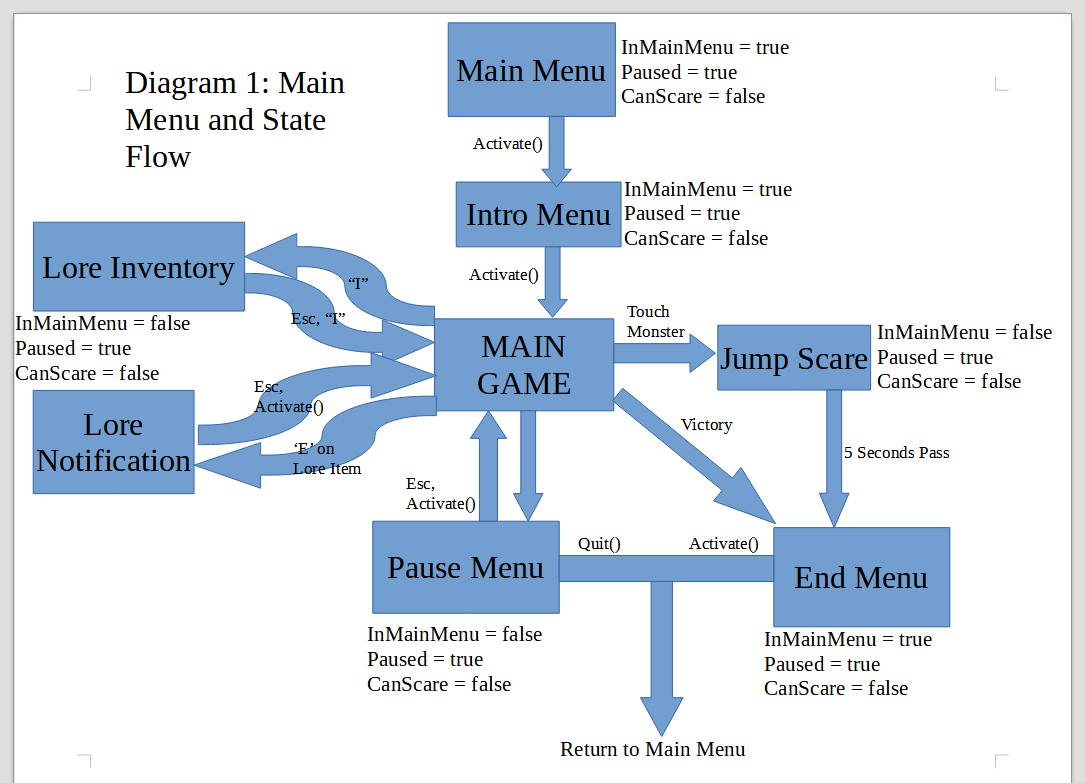 Diagram 1: Main
Menu and State
Flow
Main Menu
InMainMenu = true
Paused = true
CanScare = false
Activate()
Intro Menu
InMainMenu = true
Paused = true
CanScare = false
Activate()
Lore Inventory
InMainMenu = false
Paused = true
CanScare = false
“I”
Esc, “I”
MAIN
GAME
Touch
Monster
Jump Scare
InMainMenu = false
Paused = true
CanScare = false
Lore
Notification
Esc,
Activate()
‘E’ on
Lore Item
Victory
5 Seconds Pass
Esc,
Activate()
Pause Menu
InMainMenu = false
Paused = true
CanScare = false
Quit()
Activate()
End Menu
InMainMenu = true
Paused = true
CanScare = false
Return to Main Menu